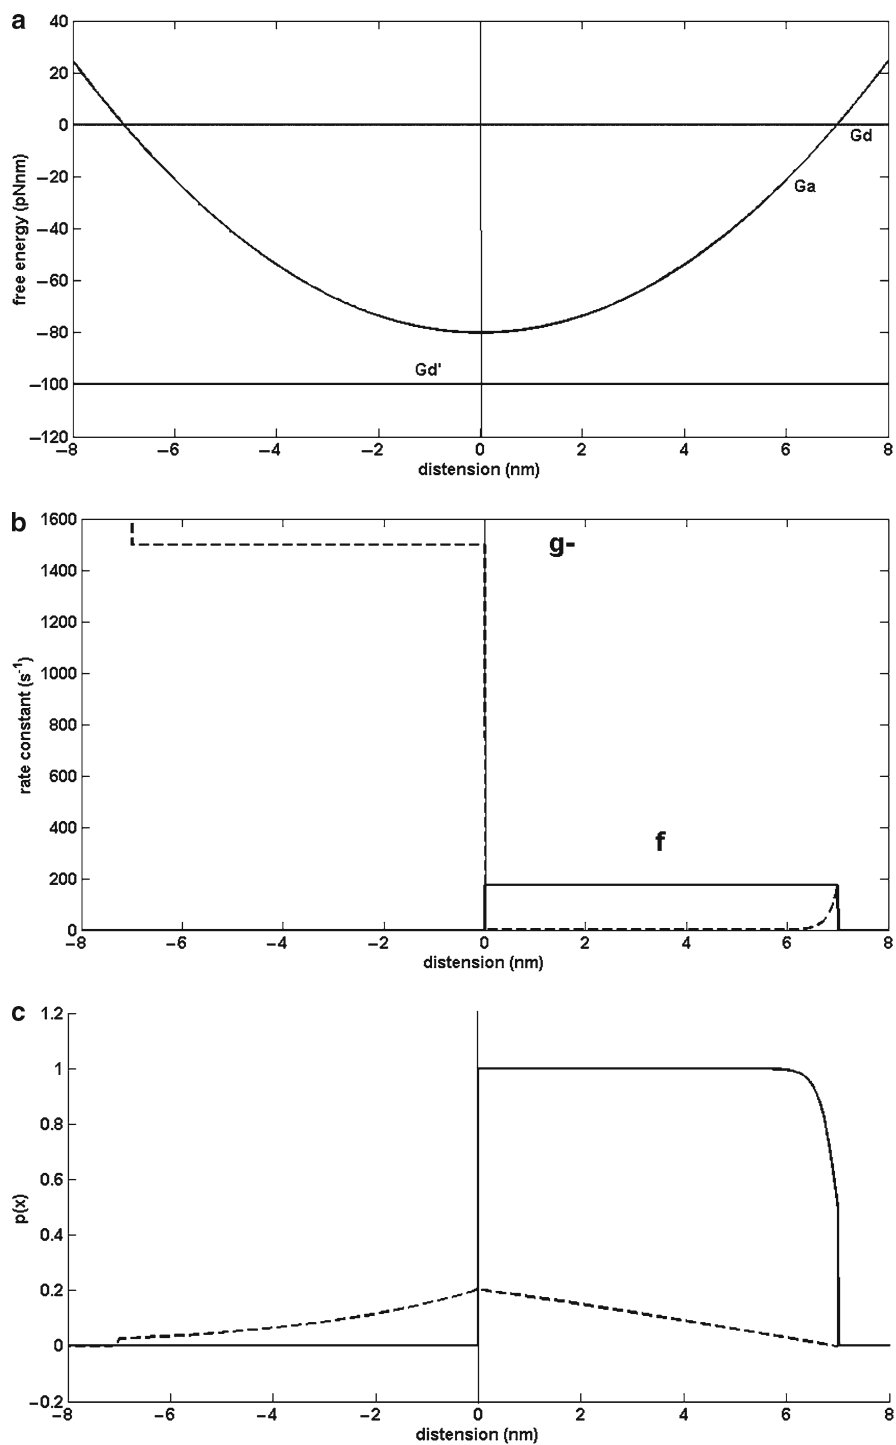 a
40
20
0
−20
−40
−60
−80
−100
−120
free energy (pNnm)
Gd
Ga
Gd'
−8 −6 −4 −2 0 2 4 6 8
distension (nm)
b
1600
1400
1200
1000
800
600
400
200
0
rate constant (s-1)
g-
f
−8 −6 −4 −2 0 2 4 6 8
distension (nm)
c
1.2
1
0.8
0.6
0.4
0.2
0
−0.2
p(x)
−8 −6 −4 −2 0 2 4 6 8
distension (nm)